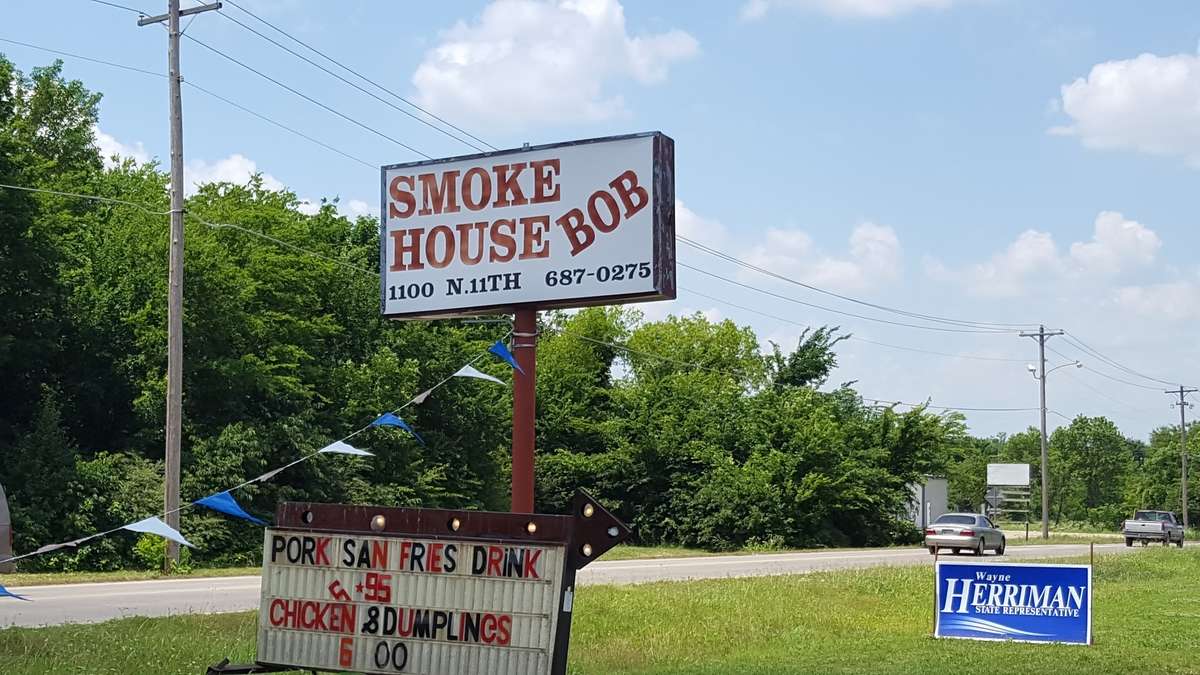 SMOKE
HOUSE BOB
1100 N.11TH 687-0275
PORK SAN FRIES DRINK
5.95
CHICKEN & DUMPLINGS
6 00
Wayne
HERRIMAN
STATE REPRESENTATIVE